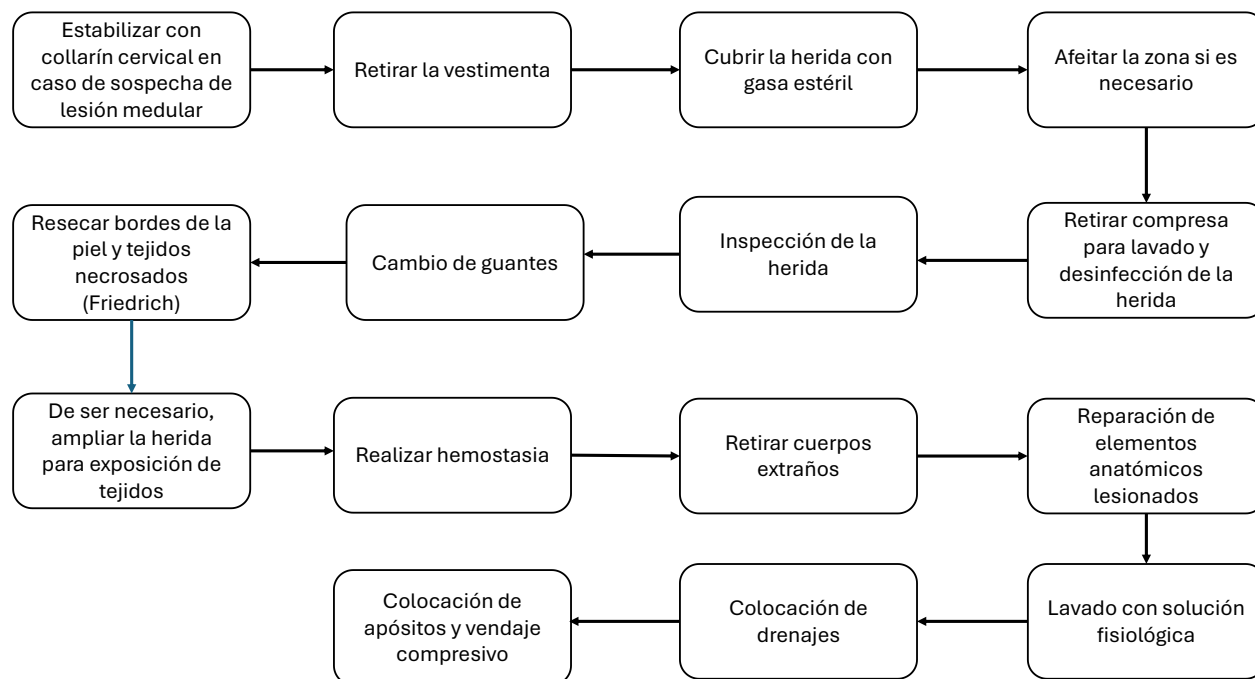 Estabilizar con
collarín cervical en
caso de sospecha de
lesión medular
Retirar la vestimenta
Cubrir la herida con
gasa estéril
Afeitar la zona si es
necesario
Retirar compresa
para lavado y
desinfección de la
herida
Inspección de la
herida
Cambio de guantes
Resecar bordes de la
piel y tejidos
necrosados
(Friedrich)
De ser necesario,
ampliar la herida
para exposición de
tejidos
Realizar hemostasia
Retirar cuerpos
extraños
Reparación de
elementos
anatómicos
lesionados
Lavado con solución
fisiológica
Colocación de
drenajes
Colocación de
apósitos y vendaje
compresivo